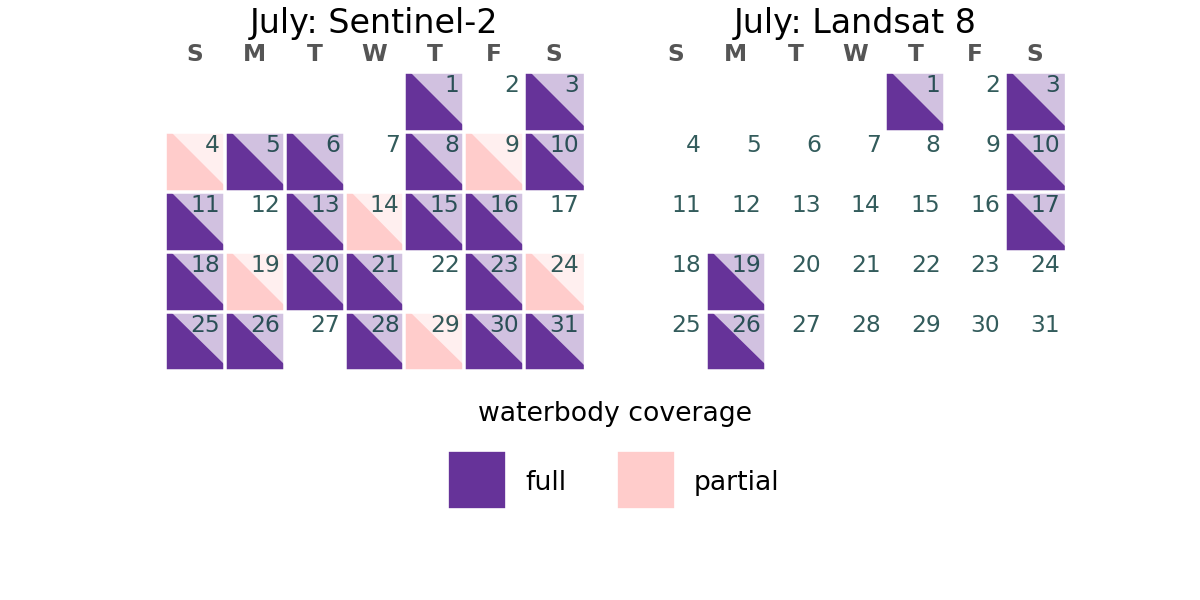 July: Sentinel-2
S M T W T F S
1 2 3
4 5 6 7 8 9 10
11 12 13 14 15 16 17
18 19 20 21 22 23 24
25 26 27 28 29 30 31
July: Landsat 8
S M T W T F S
1 2 3
4 5 6 7 8 9 10
11 12 13 14 15 16 17
18 19 20 21 22 23 24
25 26 27 28 29 30 31
waterbody coverage
full partial